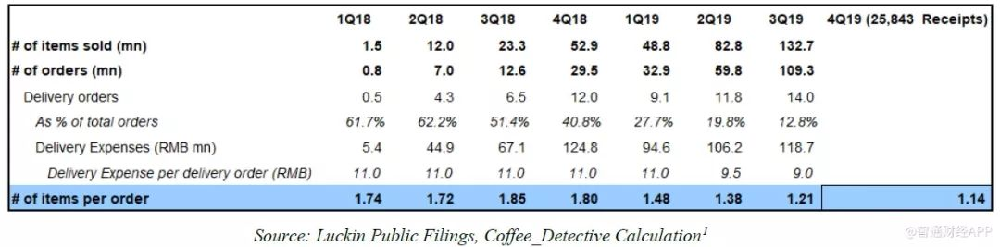 1Q18 2Q18 3Q18 4Q18 1Q19 2Q19 3Q19 4Q19 (25,843 Receipts)
# of items sold (mn) 1.5 12.0 23.3 52.9 48.8 82.8 132.7
# of orders (mn) 0.8 7.0 12.6 29.5 32.9 59.8 109.3
Delivery orders 0.5 4.3 6.5 12.0 9.1 11.8 14.0
As % of total orders 61.7% 62.2% 51.4% 40.8% 27.7% 19.8% 12.8%
Delivery Expenses (RMB mn) 5.4 44.9 67.1 124.8 94.6 106.2 118.7
Delivery Expense per delivery order (RMB) 11.0 11.0 11.0 11.0 11.0 9.5 9.0
# of items per order 1.74 1.72 1.85 1.80 1.48 1.38 1.21 1.14
Source: Luckin Public Filings, Coffee_Detective Calculation1
@智通财经APP